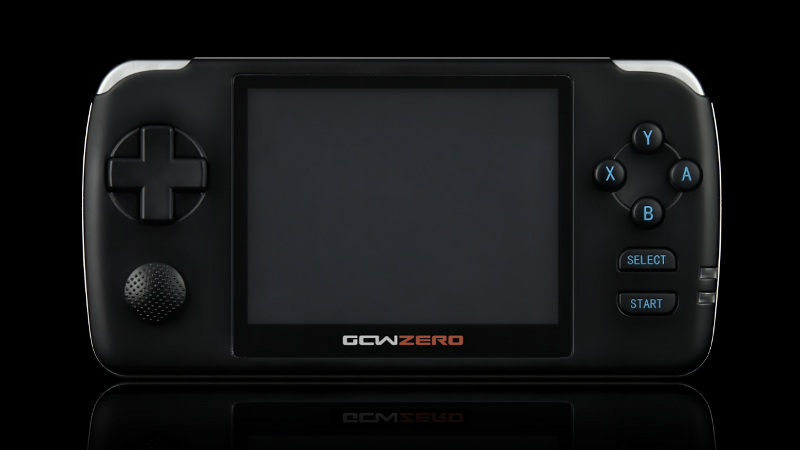 Y
X A
B
SELECT
START
GCWZERO